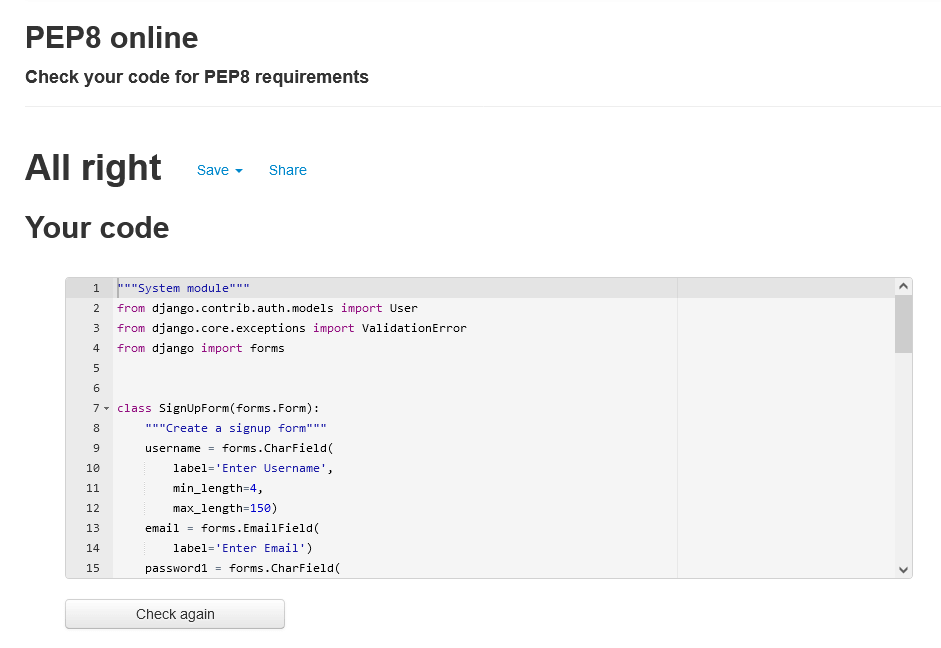 PEP8 online
Check your code for PEP8 requirements
All right Save Share
Your code
1 """System module"""
2 from django.contrib.auth.models import User
3 from django.core.exceptions import ValidationError
4 from django import forms
5
6
7 class SignUpForm(forms.Form):
8     """Create a signup form"""
9     username = forms.CharField(
10         label='Enter Username',
11         min_length=4,
12         max_length=150)
13     email = forms.EmailField(
14         label='Enter Email')
15     password1 = forms.CharField(
Check again